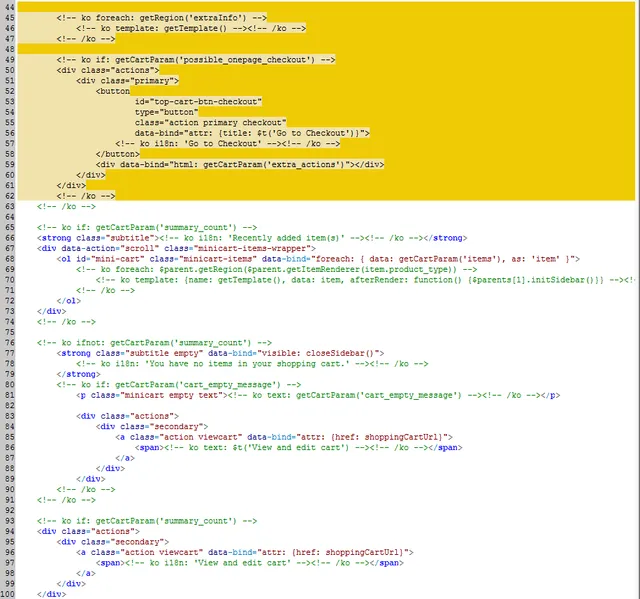 44
45 <!-- ko foreach: getRegion('extraInfo') -->
46 <!-- ko template: getTemplate() --><!-- /ko -->
47 <!-- /ko -->
48
49 <!-- ko if: getCartParam('possible_onepage_checkout') -->
50 <div class="actions">
51 <div class="primary">
52 <button
53 id="top-cart-btn-checkout"
54 type="button"
55 class="action primary checkout"
56 data-bind="attr: {title: $t('Go to Checkout')}">
57 <!-- ko i18n: 'Go to Checkout' --><!-- /ko -->
58 </button>
59 <div data-bind="html: getCartParam('extra_actions')"></div>
60 </div>
61 </div>
62 <!-- /ko -->
63 <!-- /ko -->
64
65 <!-- ko if: getCartParam('summary_count') -->
66 <strong class="subtitle"><!-- ko i18n: 'Recently added item(s)' --><!-- /ko --></strong>
67 <div data-action="scroll" class="minicart-items-wrapper">
68 <ol id="mini-cart" class="minicart-items" data-bind="foreach: { data: getCartParam('items'), as: 'item' }">
69 <!-- ko foreach: $parent.getRegion($parent.getItemRenderer(item.product_type)) -->
70 <!-- ko template: {name: getTemplate(), data: item, afterRender: function() {$parents[1].initSidebar()}} --><!-
71 <!-- /ko -->
72 </ol>
73 </div>
74 <!-- /ko -->
75
76 <!-- ko ifnot: getCartParam('summary_count') -->
77 <strong class="subtitle empty" data-bind="visible: closeSidebar()">
78 <!-- ko i18n: 'You have no items in your shopping cart.' --><!-- /ko -->
79 </strong>
80 <!-- ko if: getCartParam('cart_empty_message') -->
81 <p class="minicart empty text"><!-- ko text: getCartParam('cart_empty_message') --><!-- /ko --></p>
82
83 <div class="actions">
84 <div class="secondary">
85 <a class="action viewcart" data-bind="attr: {href: shoppingCartUrl}">
86 <span><!-- ko text: $t('View and edit cart') --><!-- /ko --></span>
87 </a>
88 </div>
89 </div>
90 <!-- /ko -->
91 <!-- /ko -->
92
93 <!-- ko if: getCartParam('summary_count') -->
94 <div class="actions">
95 <div class="secondary">
96 <a class="action viewcart" data-bind="attr: {href: shoppingCartUrl}">
97 <span><!-- ko i18n: 'View and edit cart' --><!-- /ko --></span>
98 </a>
99 </div>
100 </div>